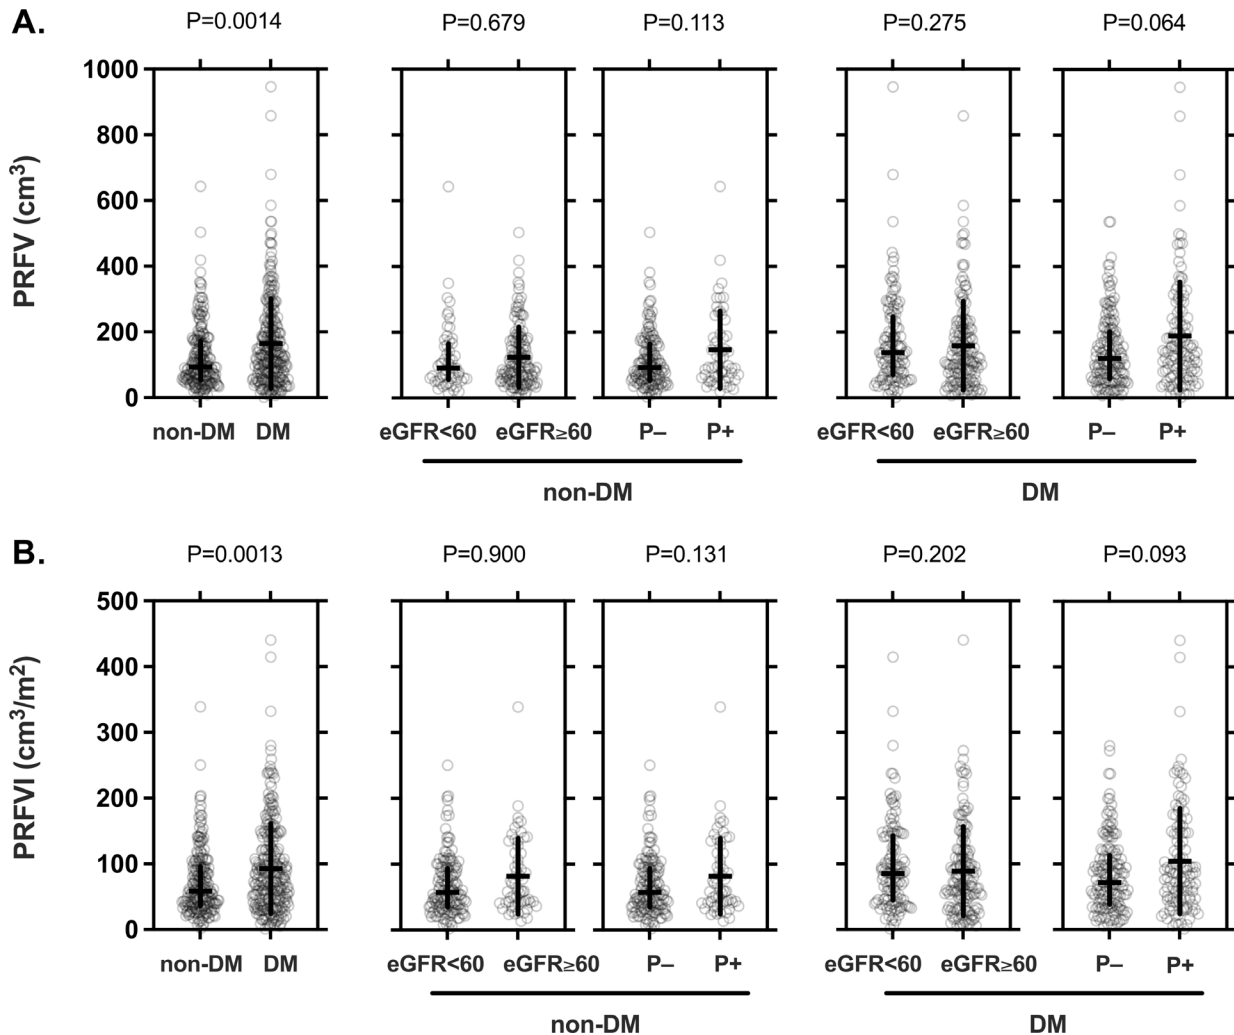 A.
P=0.0014 P=0.679 P=0.113 P=0.275 P=0.064
PRFV (cm³)
1000
800
600
400
200
0
non-DM DM eGFR<60 eGFR≥60 P– P+ eGFR<60 eGFR≥60 P– P+
non-DM DM
B.
P=0.0013 P=0.900 P=0.131 P=0.202 P=0.093
PRFVI (cm³/m²)
500
400
300
200
100
0
non-DM DM eGFR<60 eGFR≥60 P– P+ eGFR<60 eGFR≥60 P– P+
non-DM DM